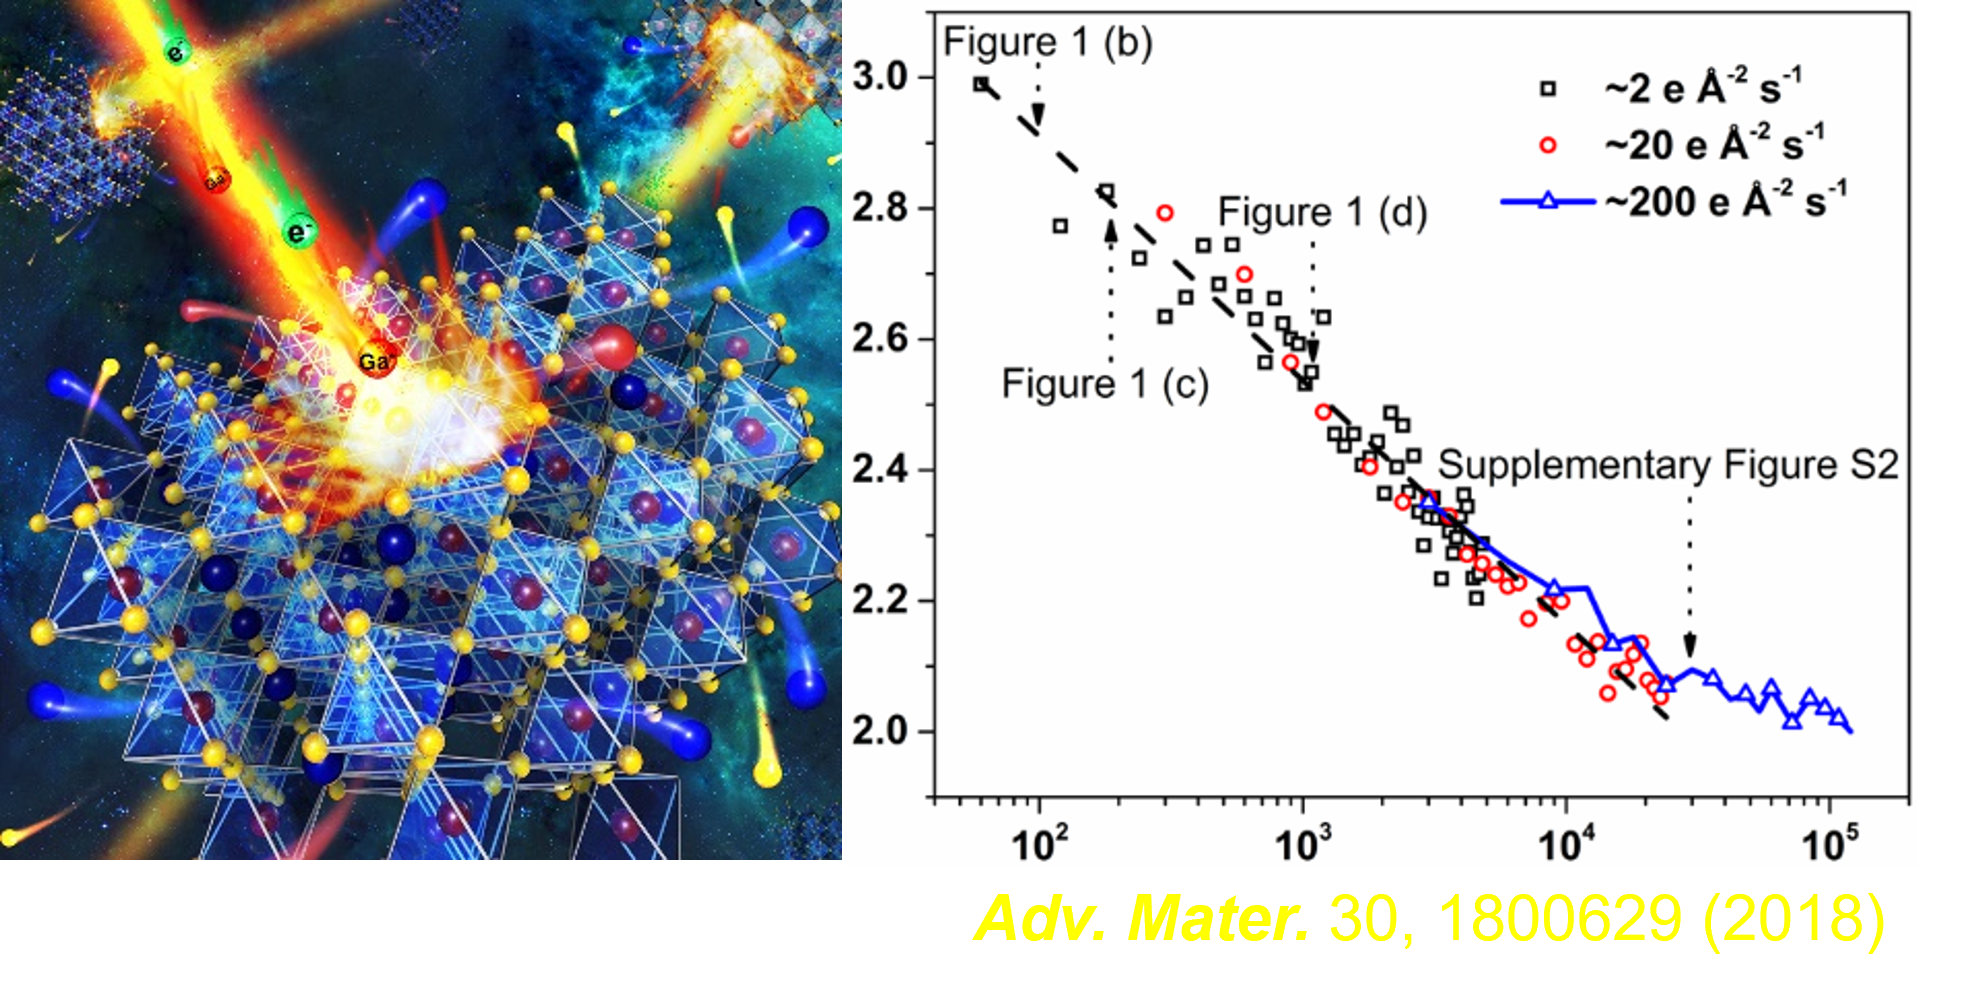 e⁻
Ga⁺
e⁻
Ga⁺
Figure 1 (b)
3.0
~2 e Å⁻² s⁻¹
~20 e Å⁻² s⁻¹
~200 e Å⁻² s⁻¹
2.8
Figure 1 (d)
2.6
Figure 1 (c)
2.4
Supplementary Figure S2
2.2
2.0
10² 10³ 10⁴ 10⁵
Adv. Mater. 30, 1800629 (2018)